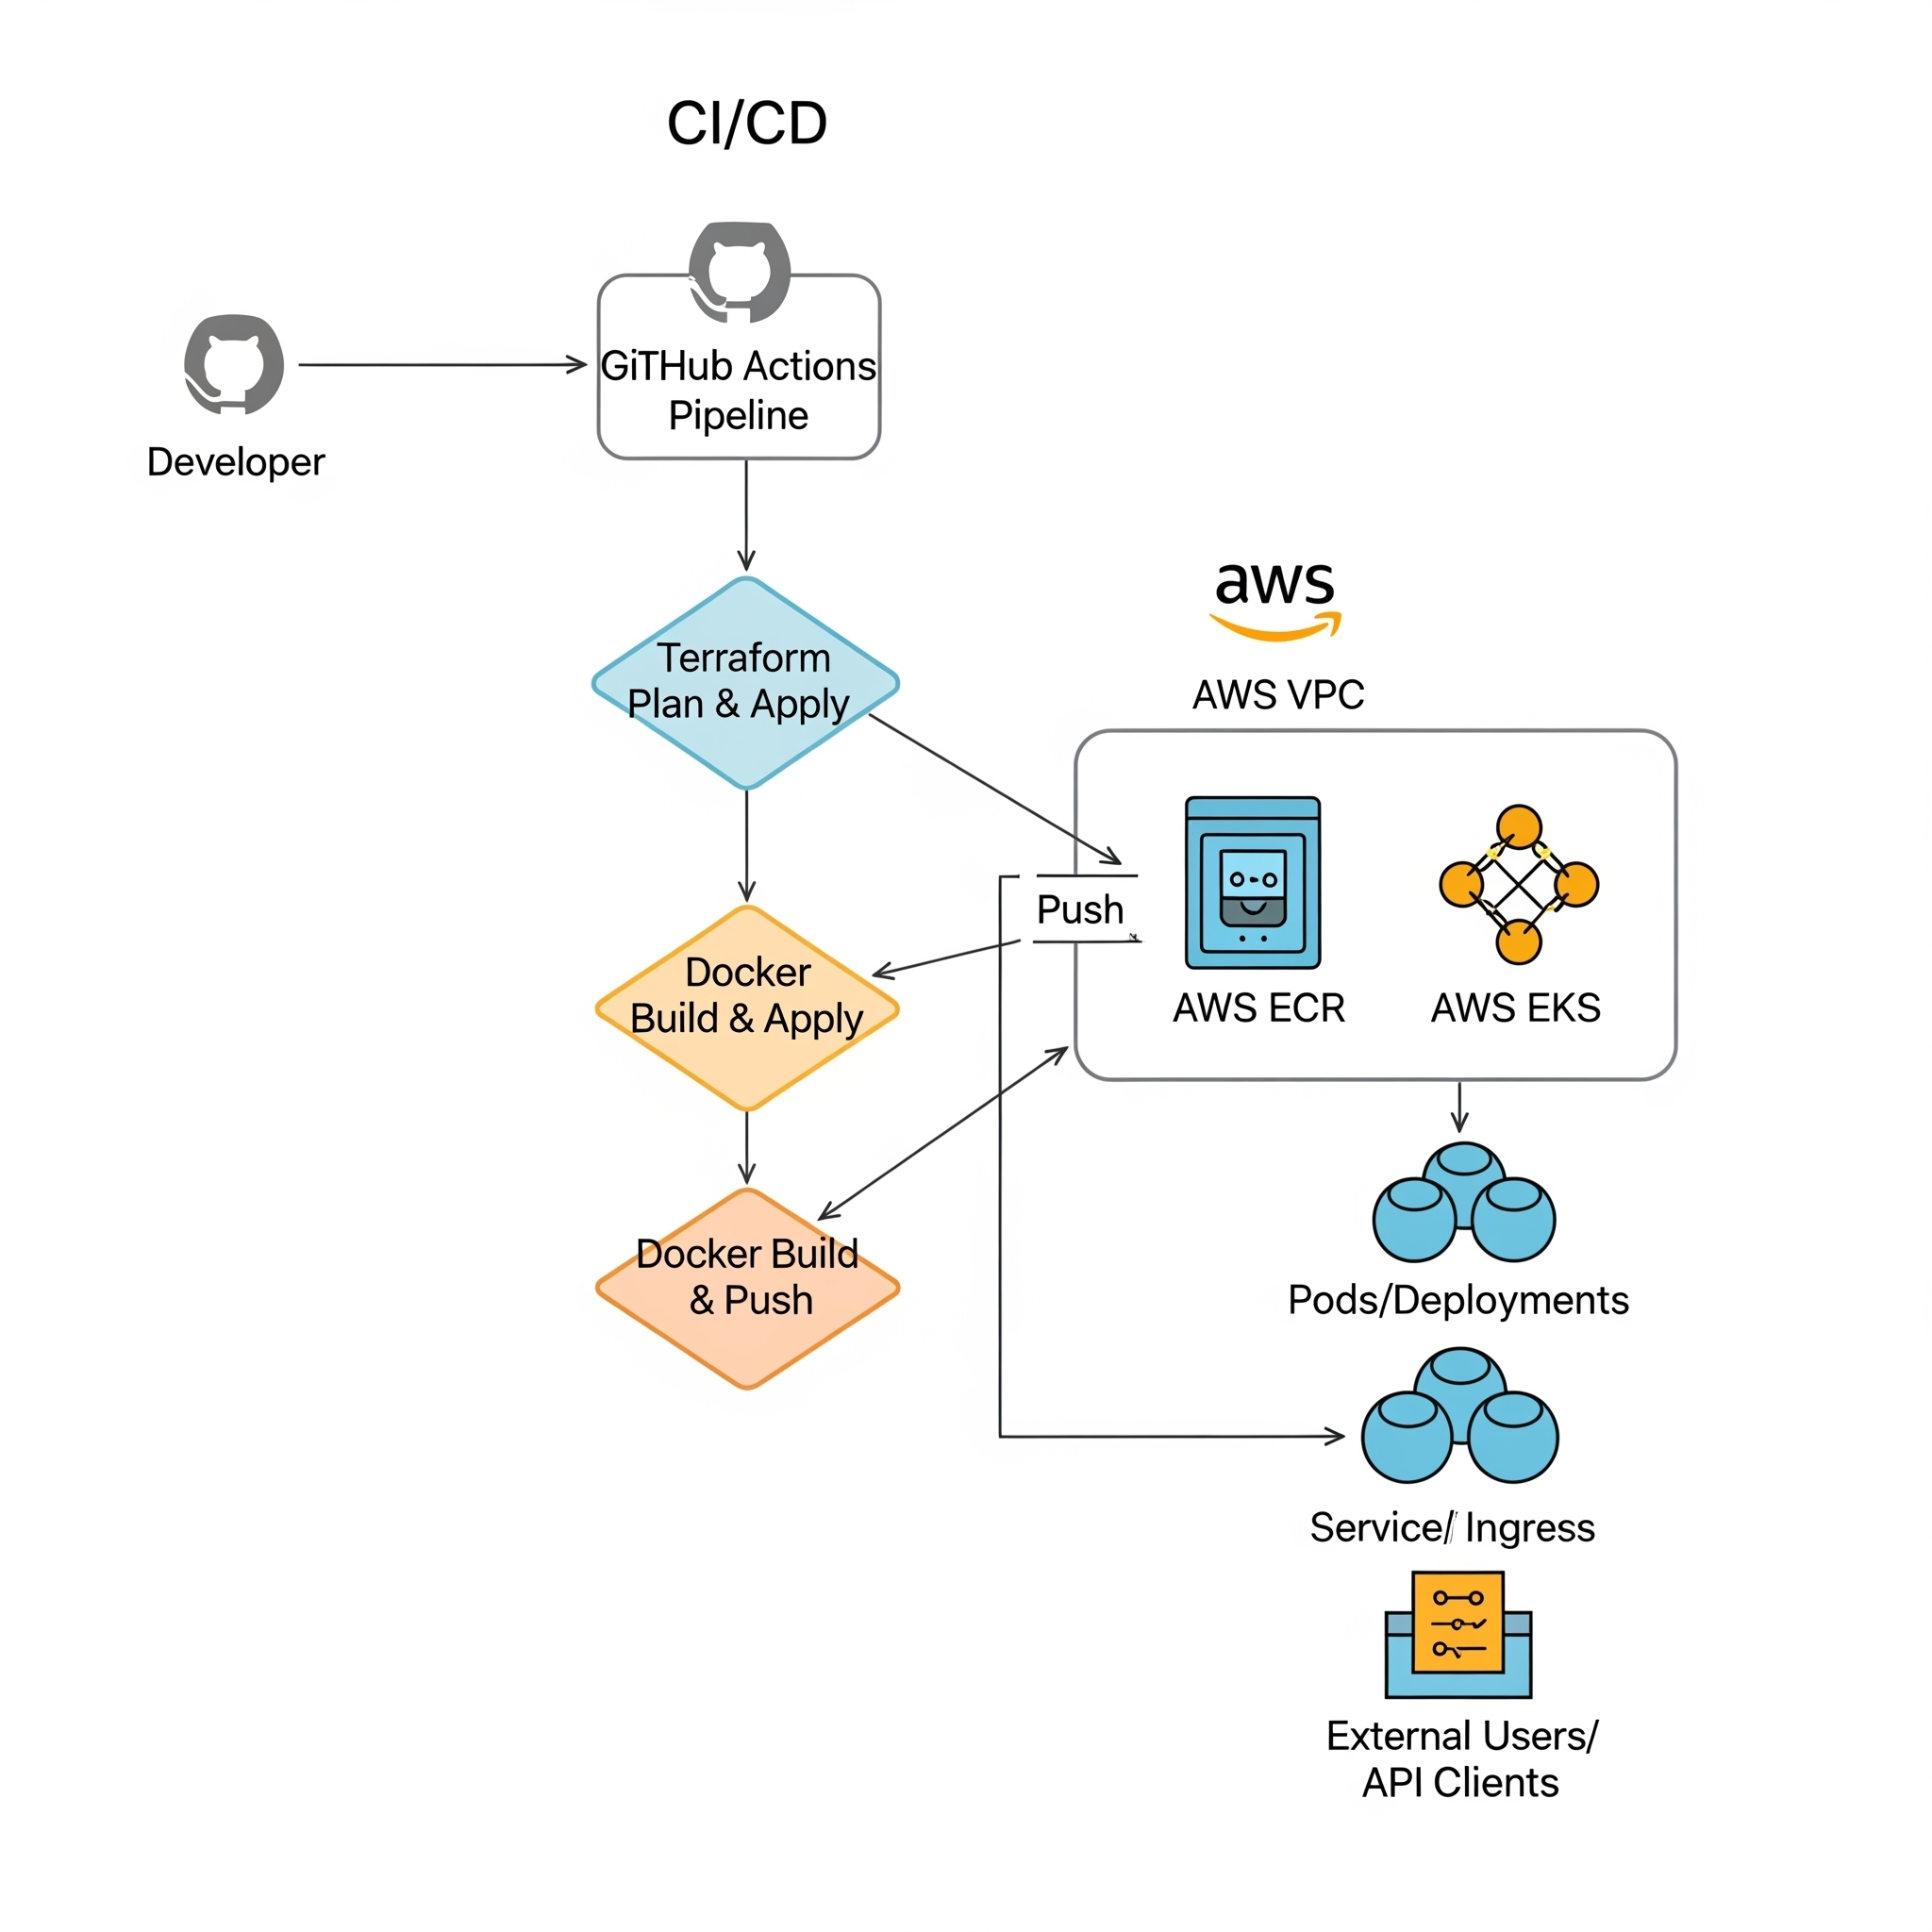 CI/CD
GiTHub Actions
Pipeline
Developer
Terraform
Plan & Apply
aws
AWS VPC
Push
Docker
Build & Apply
AWS ECR
AWS EKS
Docker Build
& Push
Pods/Deployments
Service// Ingress
External Users/
API Clients